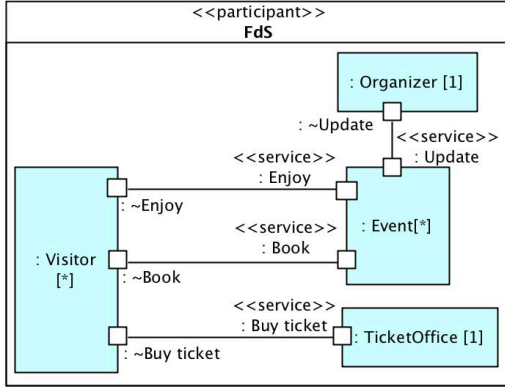 <<participant>>
FdS
: Organizer [1]
: ~Update
<<service>>
: Update
<<service>>
: Enjoy
: ~Enjoy
<<service>>
: Book
: Event[*]
: Visitor
[*]
: ~Book
<<service>>
: Buy ticket
: TicketOffice [1]
: ~Buy ticket